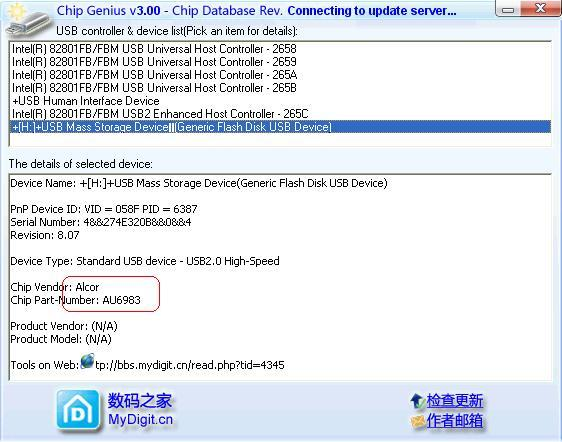 Chip Genius v3.00 - Chip Database Rev. Connecting to update server...
USB controller & device list(Pick an item for details):
Intel(R) 82801FB/FBM USB Universal Host Controller - 2658
Intel(R) 82801FB/FBM USB Universal Host Controller - 2659
Intel(R) 82801FB/FBM USB Universal Host Controller - 265A
Intel(R) 82801FB/FBM USB Universal Host Controller - 265B
+USB Human Interface Device
Intel(R) 82801FB/FBM USB2 Enhanced Host Controller - 265C
+[H:]+USB Mass Storage Device||(Generic Flash Disk USB Device)
The details of selected device:
Device Name: +[H:]+USB Mass Storage Device(Generic Flash Disk USB Device)
PnP Device ID: VID = 058F PID = 6387
Serial Number: 4&&274E320B&&0&&4
Revision: 8.07
Device Type: Standard USB device - USB2.0 High-Speed
Chip Vendor: Alcor
Chip Part-Number: AU6983
Product Vendor: (N/A)
Product Model: (N/A)
Tools on Web: tp://bbs.mydigit.cn/read.php?tid=4345
数码之家
MyDigit.cn
检查更新
作者邮箱